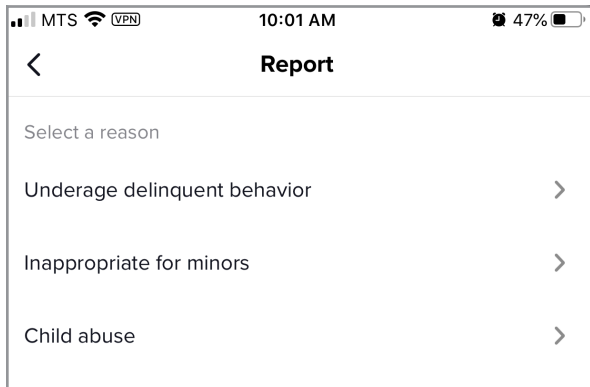 MTS VPN 10:01 AM 47%
Report
Select a reason
Underage delinquent behavior
Inappropriate for minors
Child abuse